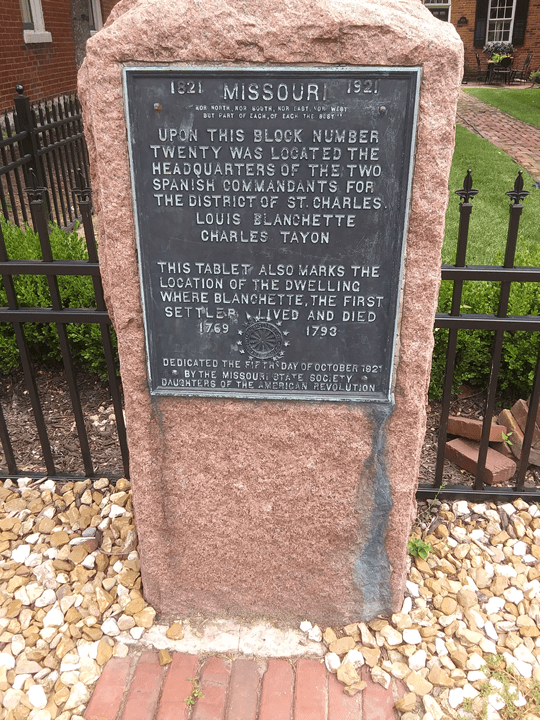 1821 MISSOURI 1921
"NOR NORTH, NOR SOUTH, NOR EAST, NOR WEST
BUT PART OF EACH, OF EACH THE BEST"
UPON THIS BLOCK NUMBER
TWENTY WAS LOCATED THE
HEADQUARTERS OF THE TWO
SPANISH COMMANDANTS FOR
THE DISTRICT OF ST. CHARLES.
LOUIS BLANCHETTE
CHARLES TAYON
THIS TABLET ALSO MARKS THE
LOCATION OF THE DWELLING
WHERE BLANCHETTE, THE FIRST
SETTLER LIVED AND DIED
1769 1793
DEDICATED THE FIFTH DAY OF OCTOBER 1921
BY THE MISSOURI STATE SOCIETY
DAUGHTERS OF THE AMERICAN REVOLUTION